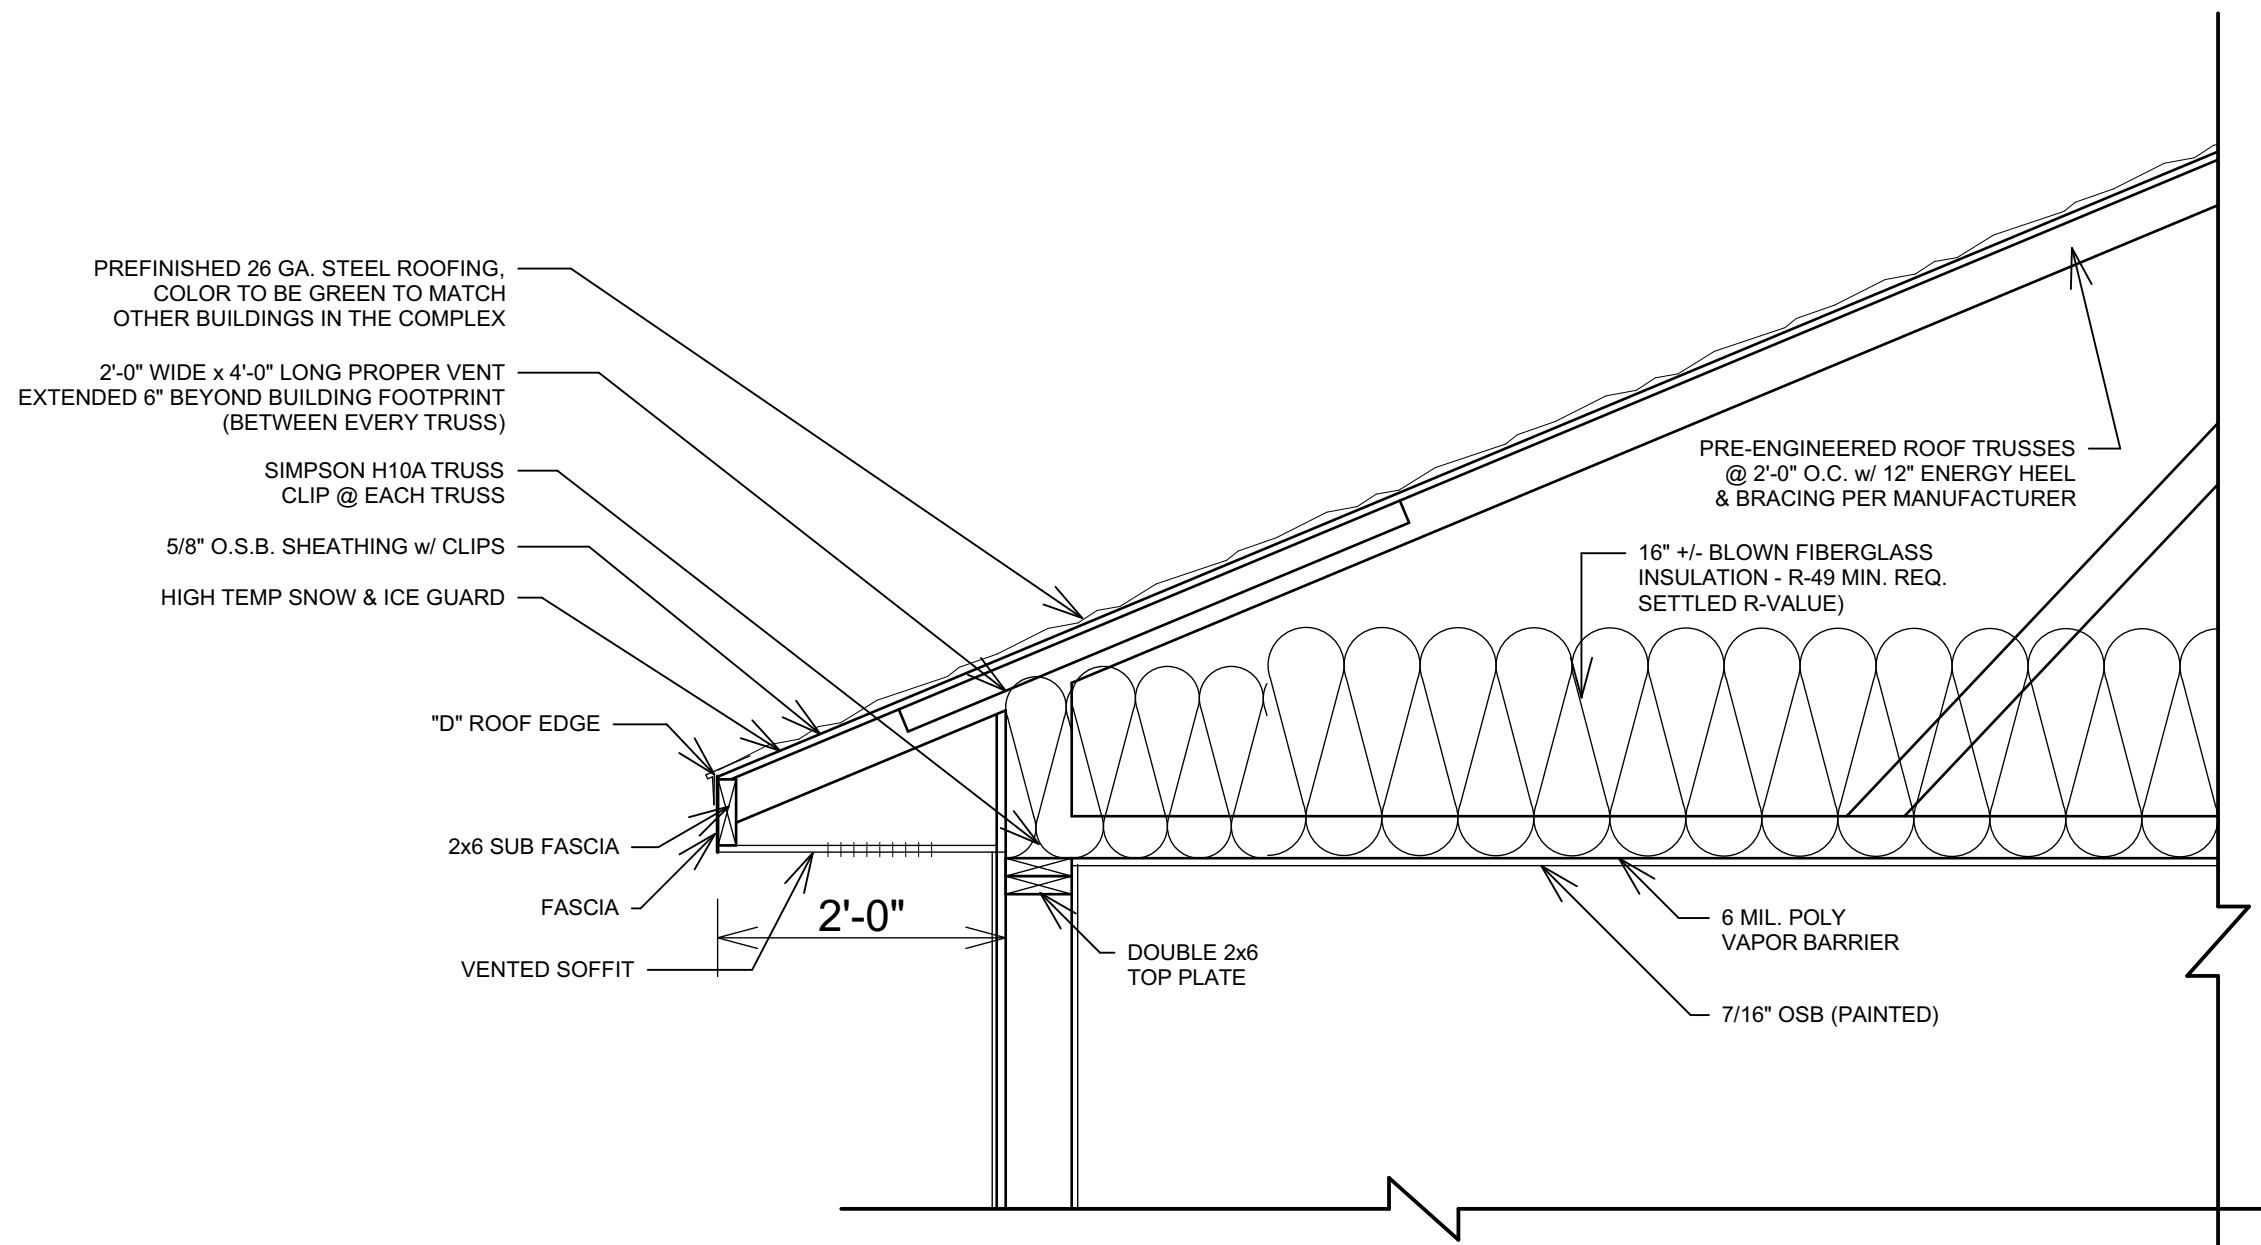 PREFINISHED 26 GA. STEEL ROOFING,
COLOR TO BE GREEN TO MATCH
OTHER BUILDINGS IN THE COMPLEX
2'-0" WIDE x 4'-0" LONG PROPER VENT
EXTENDED 6" BEYOND BUILDING FOOTPRINT
(BETWEEN EVERY TRUSS)
SIMPSON H10A TRUSS
CLIP @ EACH TRUSS
5/8" O.S.B. SHEATHING w/ CLIPS
HIGH TEMP SNOW & ICE GUARD
"D" ROOF EDGE
2x6 SUB FASCIA
FASCIA
VENTED SOFFIT
2'-0"
DOUBLE 2x6
TOP PLATE
PRE-ENGINEERED ROOF TRUSSES
@ 2'-0" O.C. w/ 12" ENERGY HEEL
& BRACING PER MANUFACTURER
16" +/- BLOWN FIBERGLASS
INSULATION - R-49 MIN. REQ.
SETTLED R-VALUE)
6 MIL. POLY
VAPOR BARRIER
7/16" OSB (PAINTED)